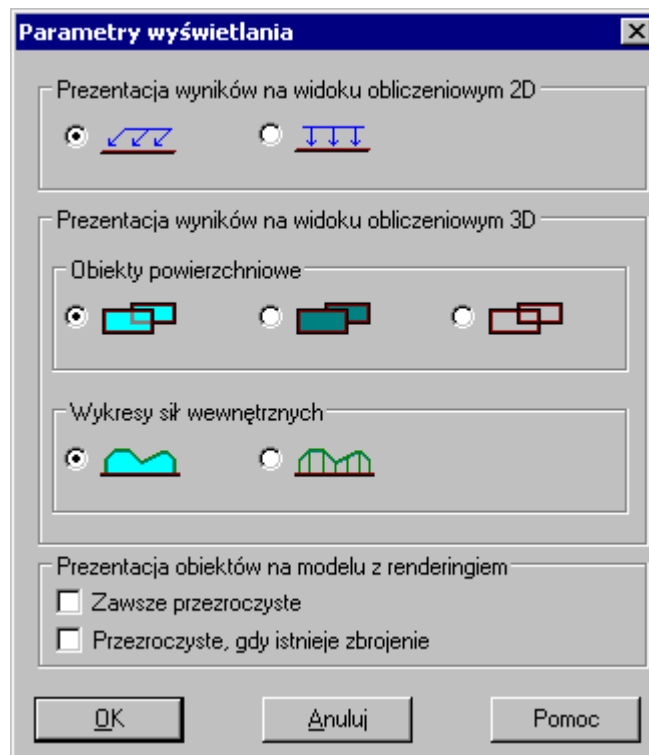 Parametry wyświetlania
Prezentacja wyników na widoku obliczeniowym 2D
Prezentacja wyników na widoku obliczeniowym 3D
Obiekty powierzchniowe
Wykresy sił wewnętrznych
Prezentacja obiektów na modelu z renderingiem
Zawsze przezroczyste
Przezroczyste, gdy istnieje zbrojenie
OK Anuluj Pomoc